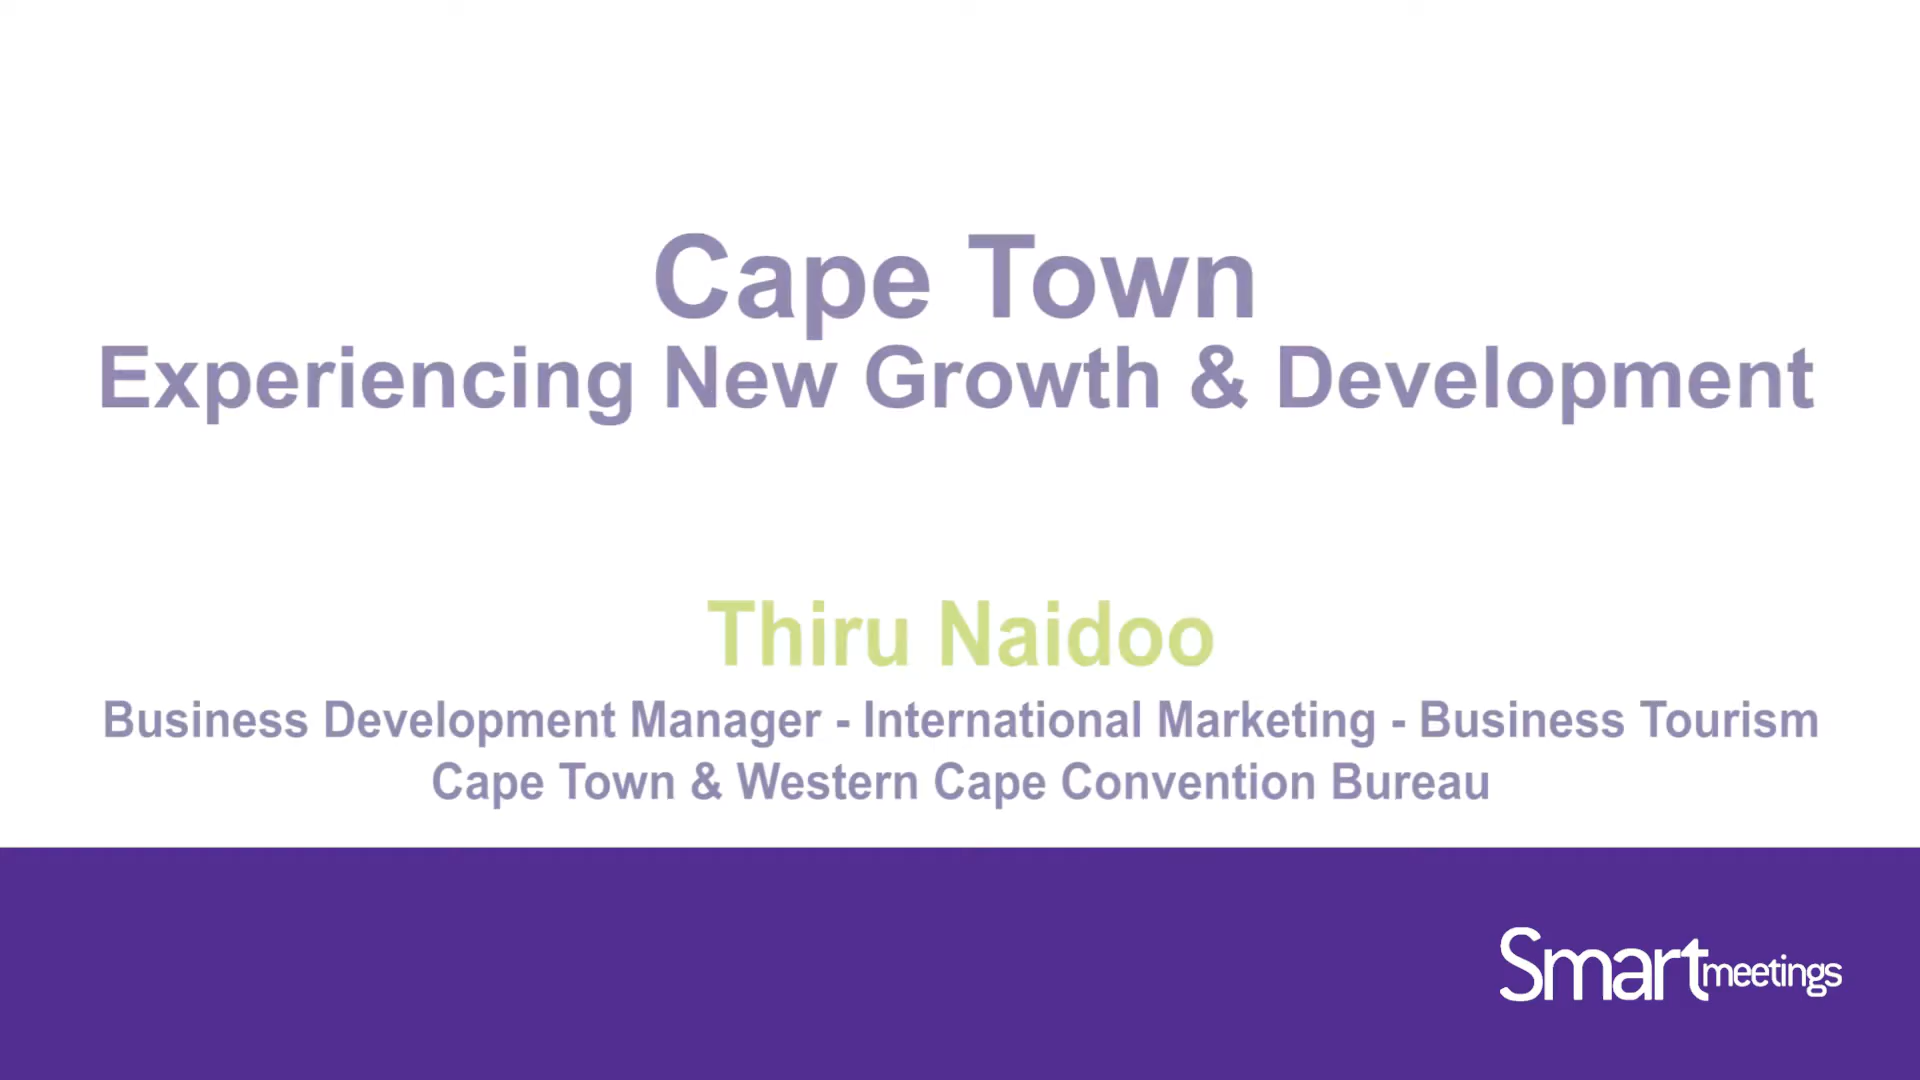 Cape Town
Experiencing New Growth & Development
Thiru Naidoo
Business Development Manager - International Marketing - Business Tourism
Cape Town & Western Cape Convention Bureau
Smartmeetings